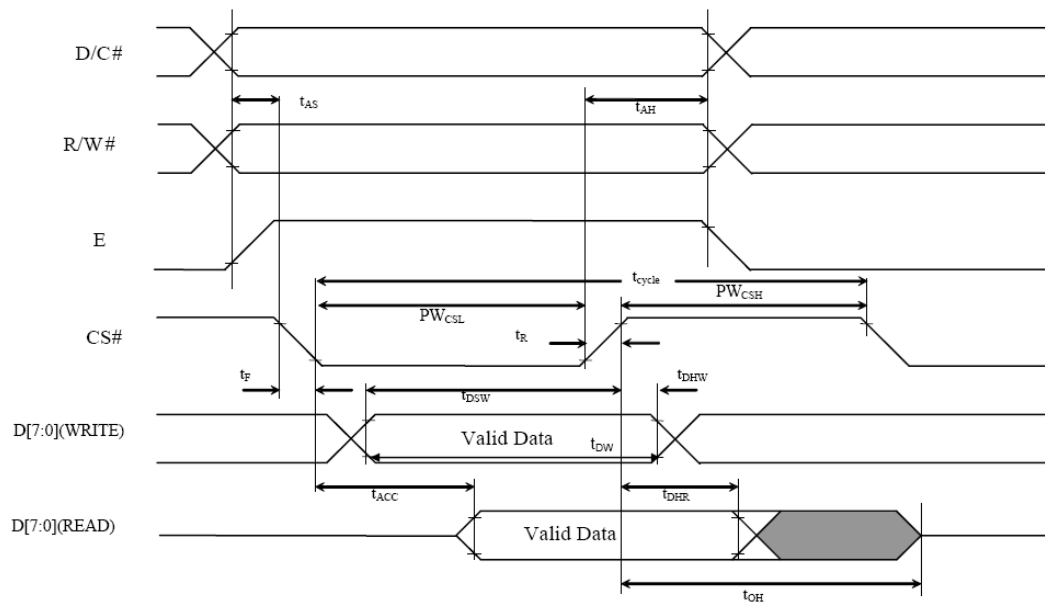 D/C#
tAS
tAH
R/W#
E
tcycle
PWCSL
PWCSH
CS#
tR
tF
tDSW
tDHW
D[7:0](WRITE)
Valid Data
tDW
tACC
tDHR
D[7:0](READ)
Valid Data
tOH